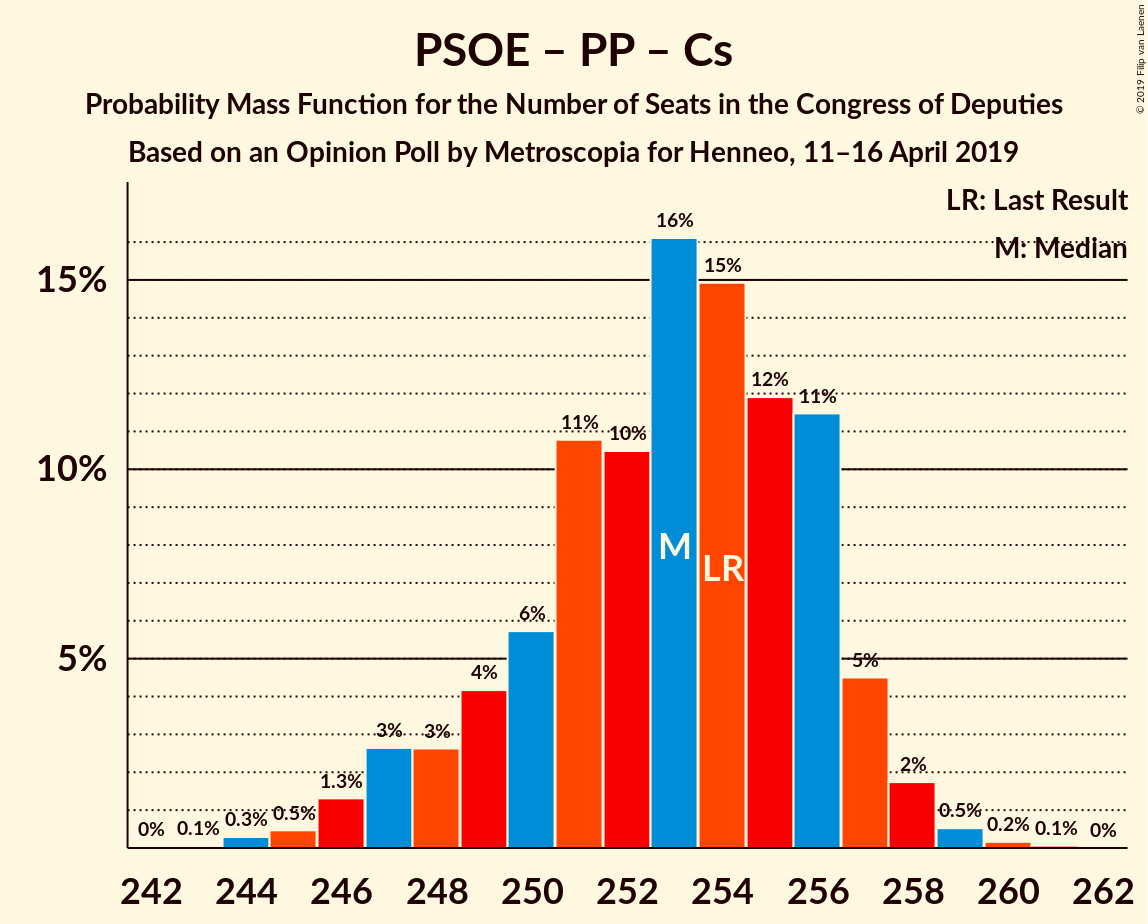 PSOE – PP – Cs
Probability Mass Function for the Number of Seats in the Congress of Deputies
Based on an Opinion Poll by Metroscopia for Henneo, 11–16 April 2019
© 2019 Filip van Laenen
LR: Last Result
M: Median
15%
10%
5%
0%
0.1%
0.3%
0.5%
1.3%
3%
3%
4%
6%
11%
10%
16%
15%
12%
11%
5%
2%
0.5%
0.2%
0.1%
0%
M
LR
242 244 246 248 250 252 254 256 258 260 262